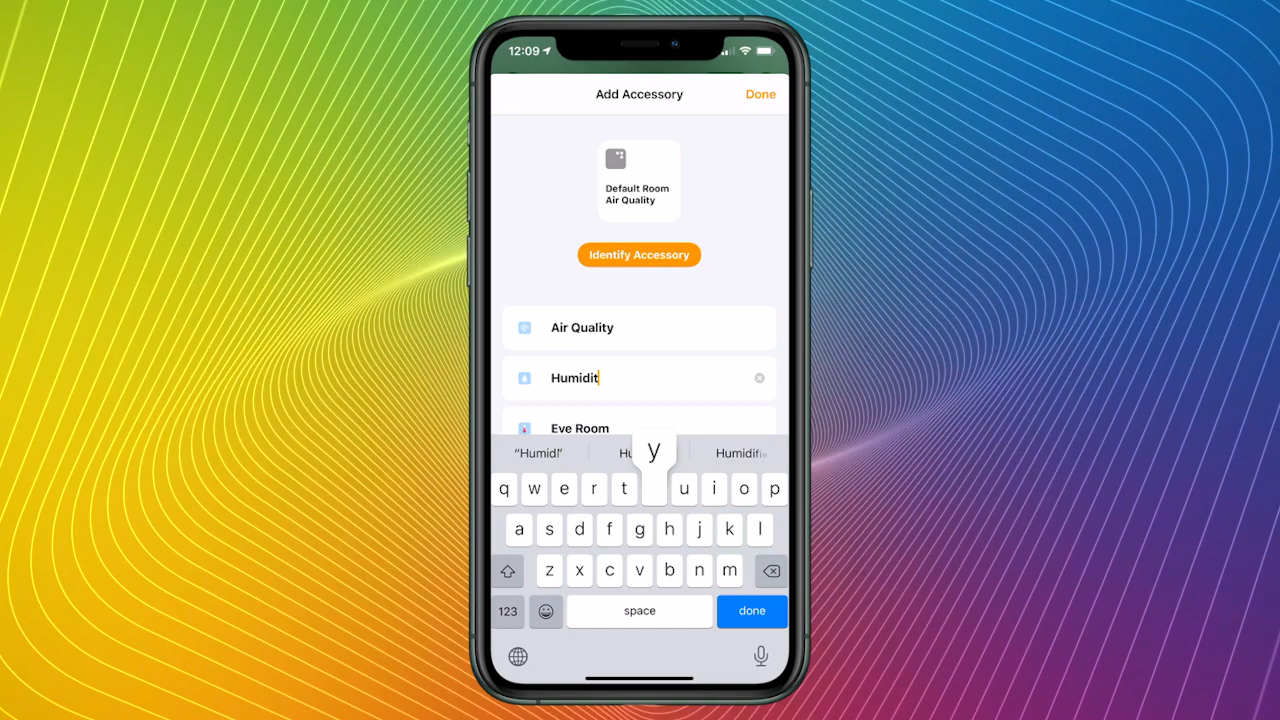 12:09
Add Accessory
Done
Default Room
Air Quality
Identify Accessory
Air Quality
Humidit
Eve Room
“Humid!”
y
q w e r t u i o p
a s d f g h j k l
z x c v b n m
123
space
done